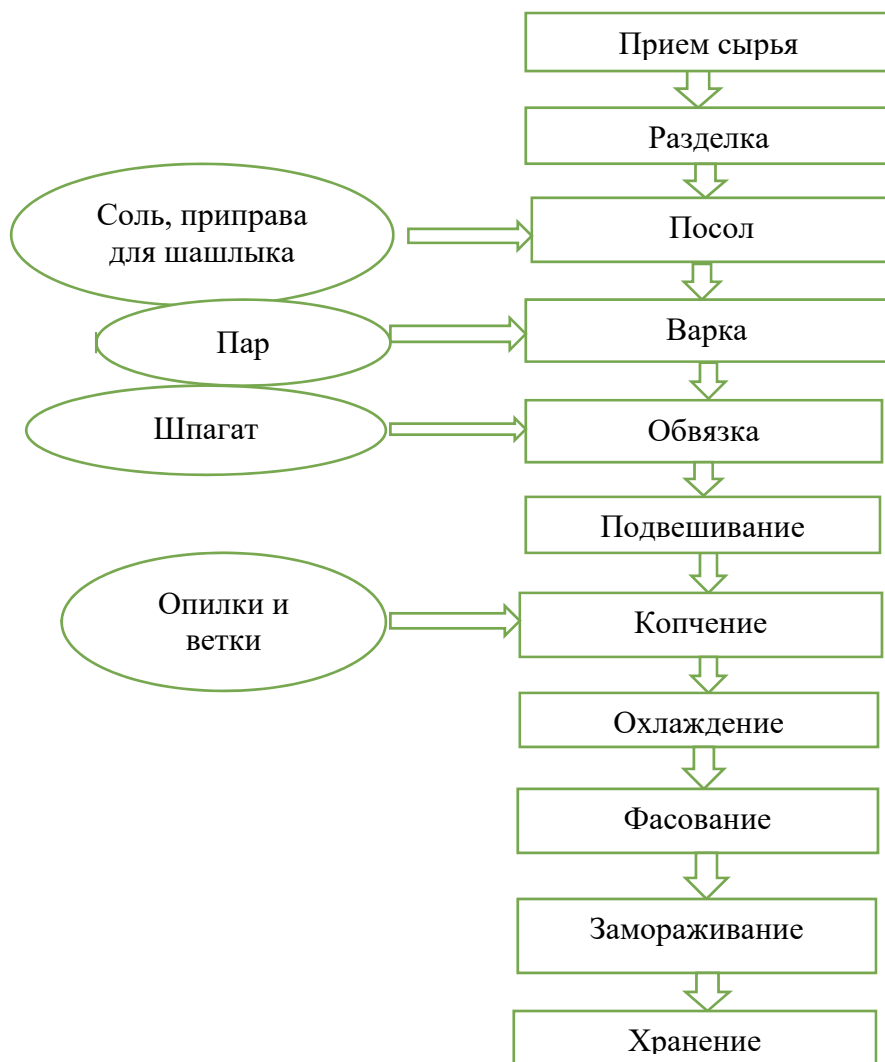 Прием сырья
Разделка
Соль, приправа
для шашлыка
Посол
Пар
Варка
Шпагат
Обвязка
Подвешивание
Опилки и
ветки
Копчение
Охлаждение
Фасование
Замораживание
Хранение